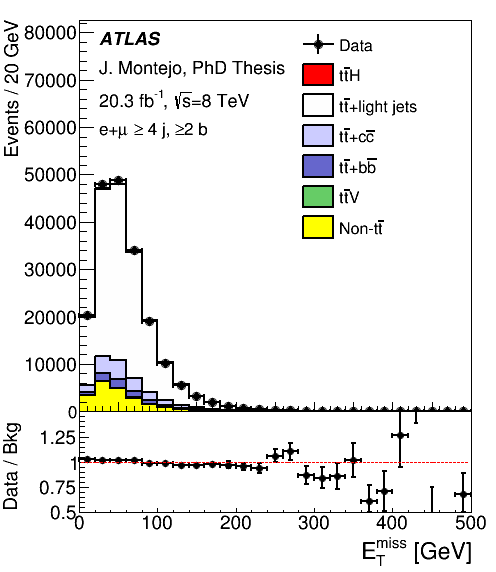 Events / 20 GeV
80000
70000
60000
50000
40000
30000
20000
10000
0
ATLAS
J. Montejo, PhD Thesis
20.3 fb⁻¹, √s=8 TeV
e+μ ≥ 4 j, ≥2 b
Data
tt̅H
tt̅+light jets
tt̅+cc̅
tt̅+bb̅
tt̅V
Non-tt̅
Data / Bkg
1.25
1
0.75
0.5
0 100 200 300 400 500
E_T^miss [GeV]